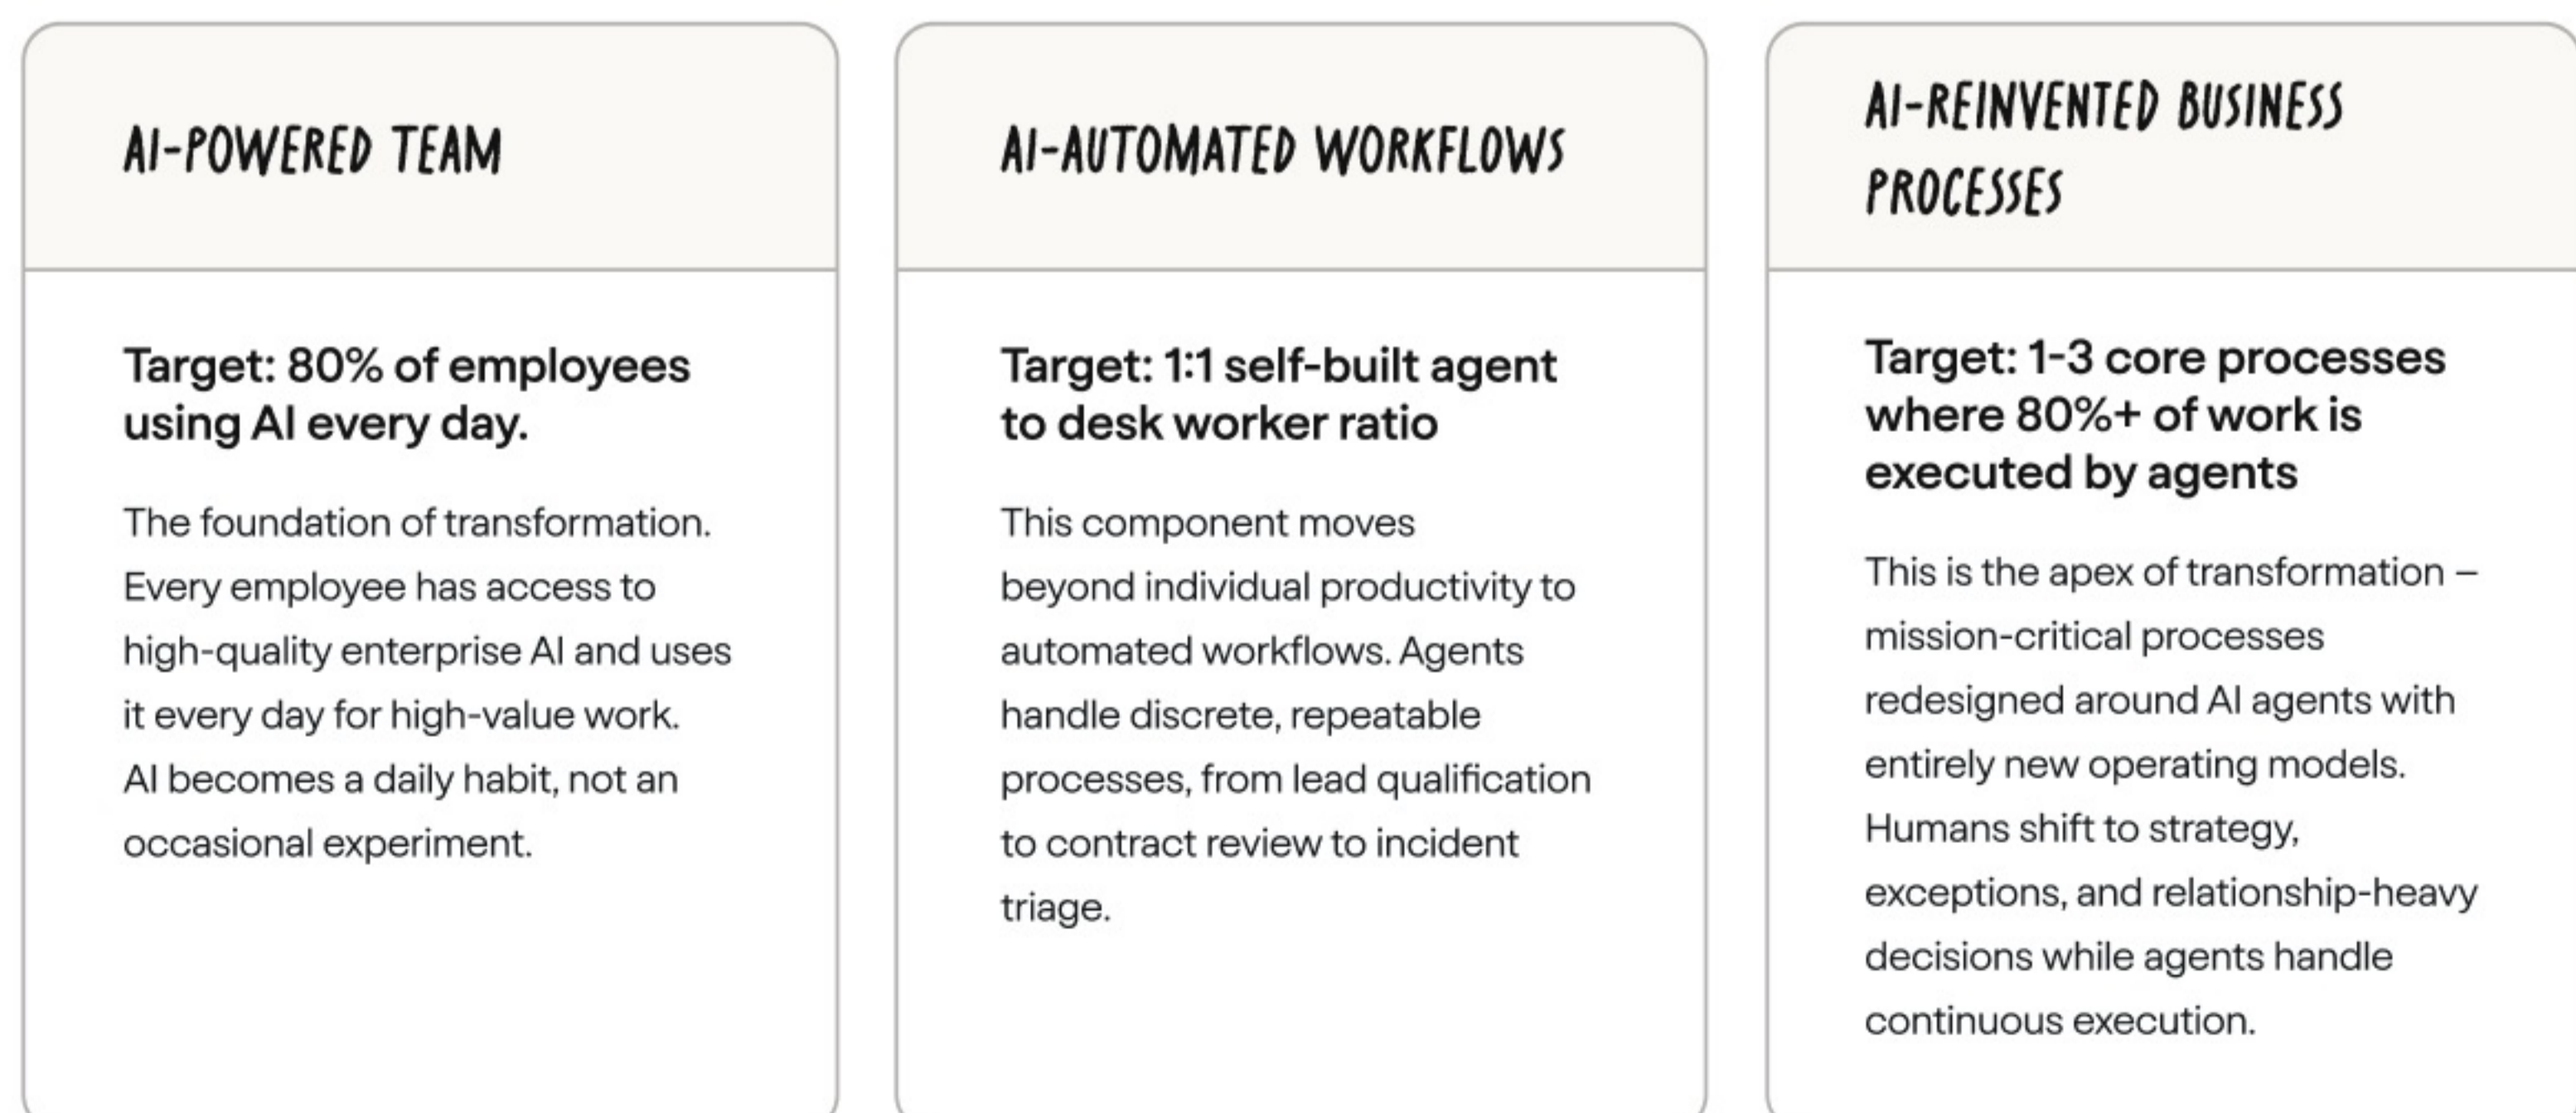 AI-POWERED TEAM
Target: 80% of employees
using AI every day.
The foundation of transformation.
Every employee has access to
high-quality enterprise AI and uses
it every day for high-value work.
AI becomes a daily habit, not an
occasional experiment.
AI-AUTOMATED WORKFLOWS
Target: 1:1 self-built agent
to desk worker ratio
This component moves
beyond individual productivity to
automated workflows. Agents
handle discrete, repeatable
processes, from lead qualification
to contract review to incident
triage.
AI-REINVENTED BUSINESS
PROCESSES
Target: 1-3 core processes
where 80%+ of work is
executed by agents
This is the apex of transformation –
mission-critical processes
redesigned around AI agents with
entirely new operating models.
Humans shift to strategy,
exceptions, and relationship-heavy
decisions while agents handle
continuous execution.